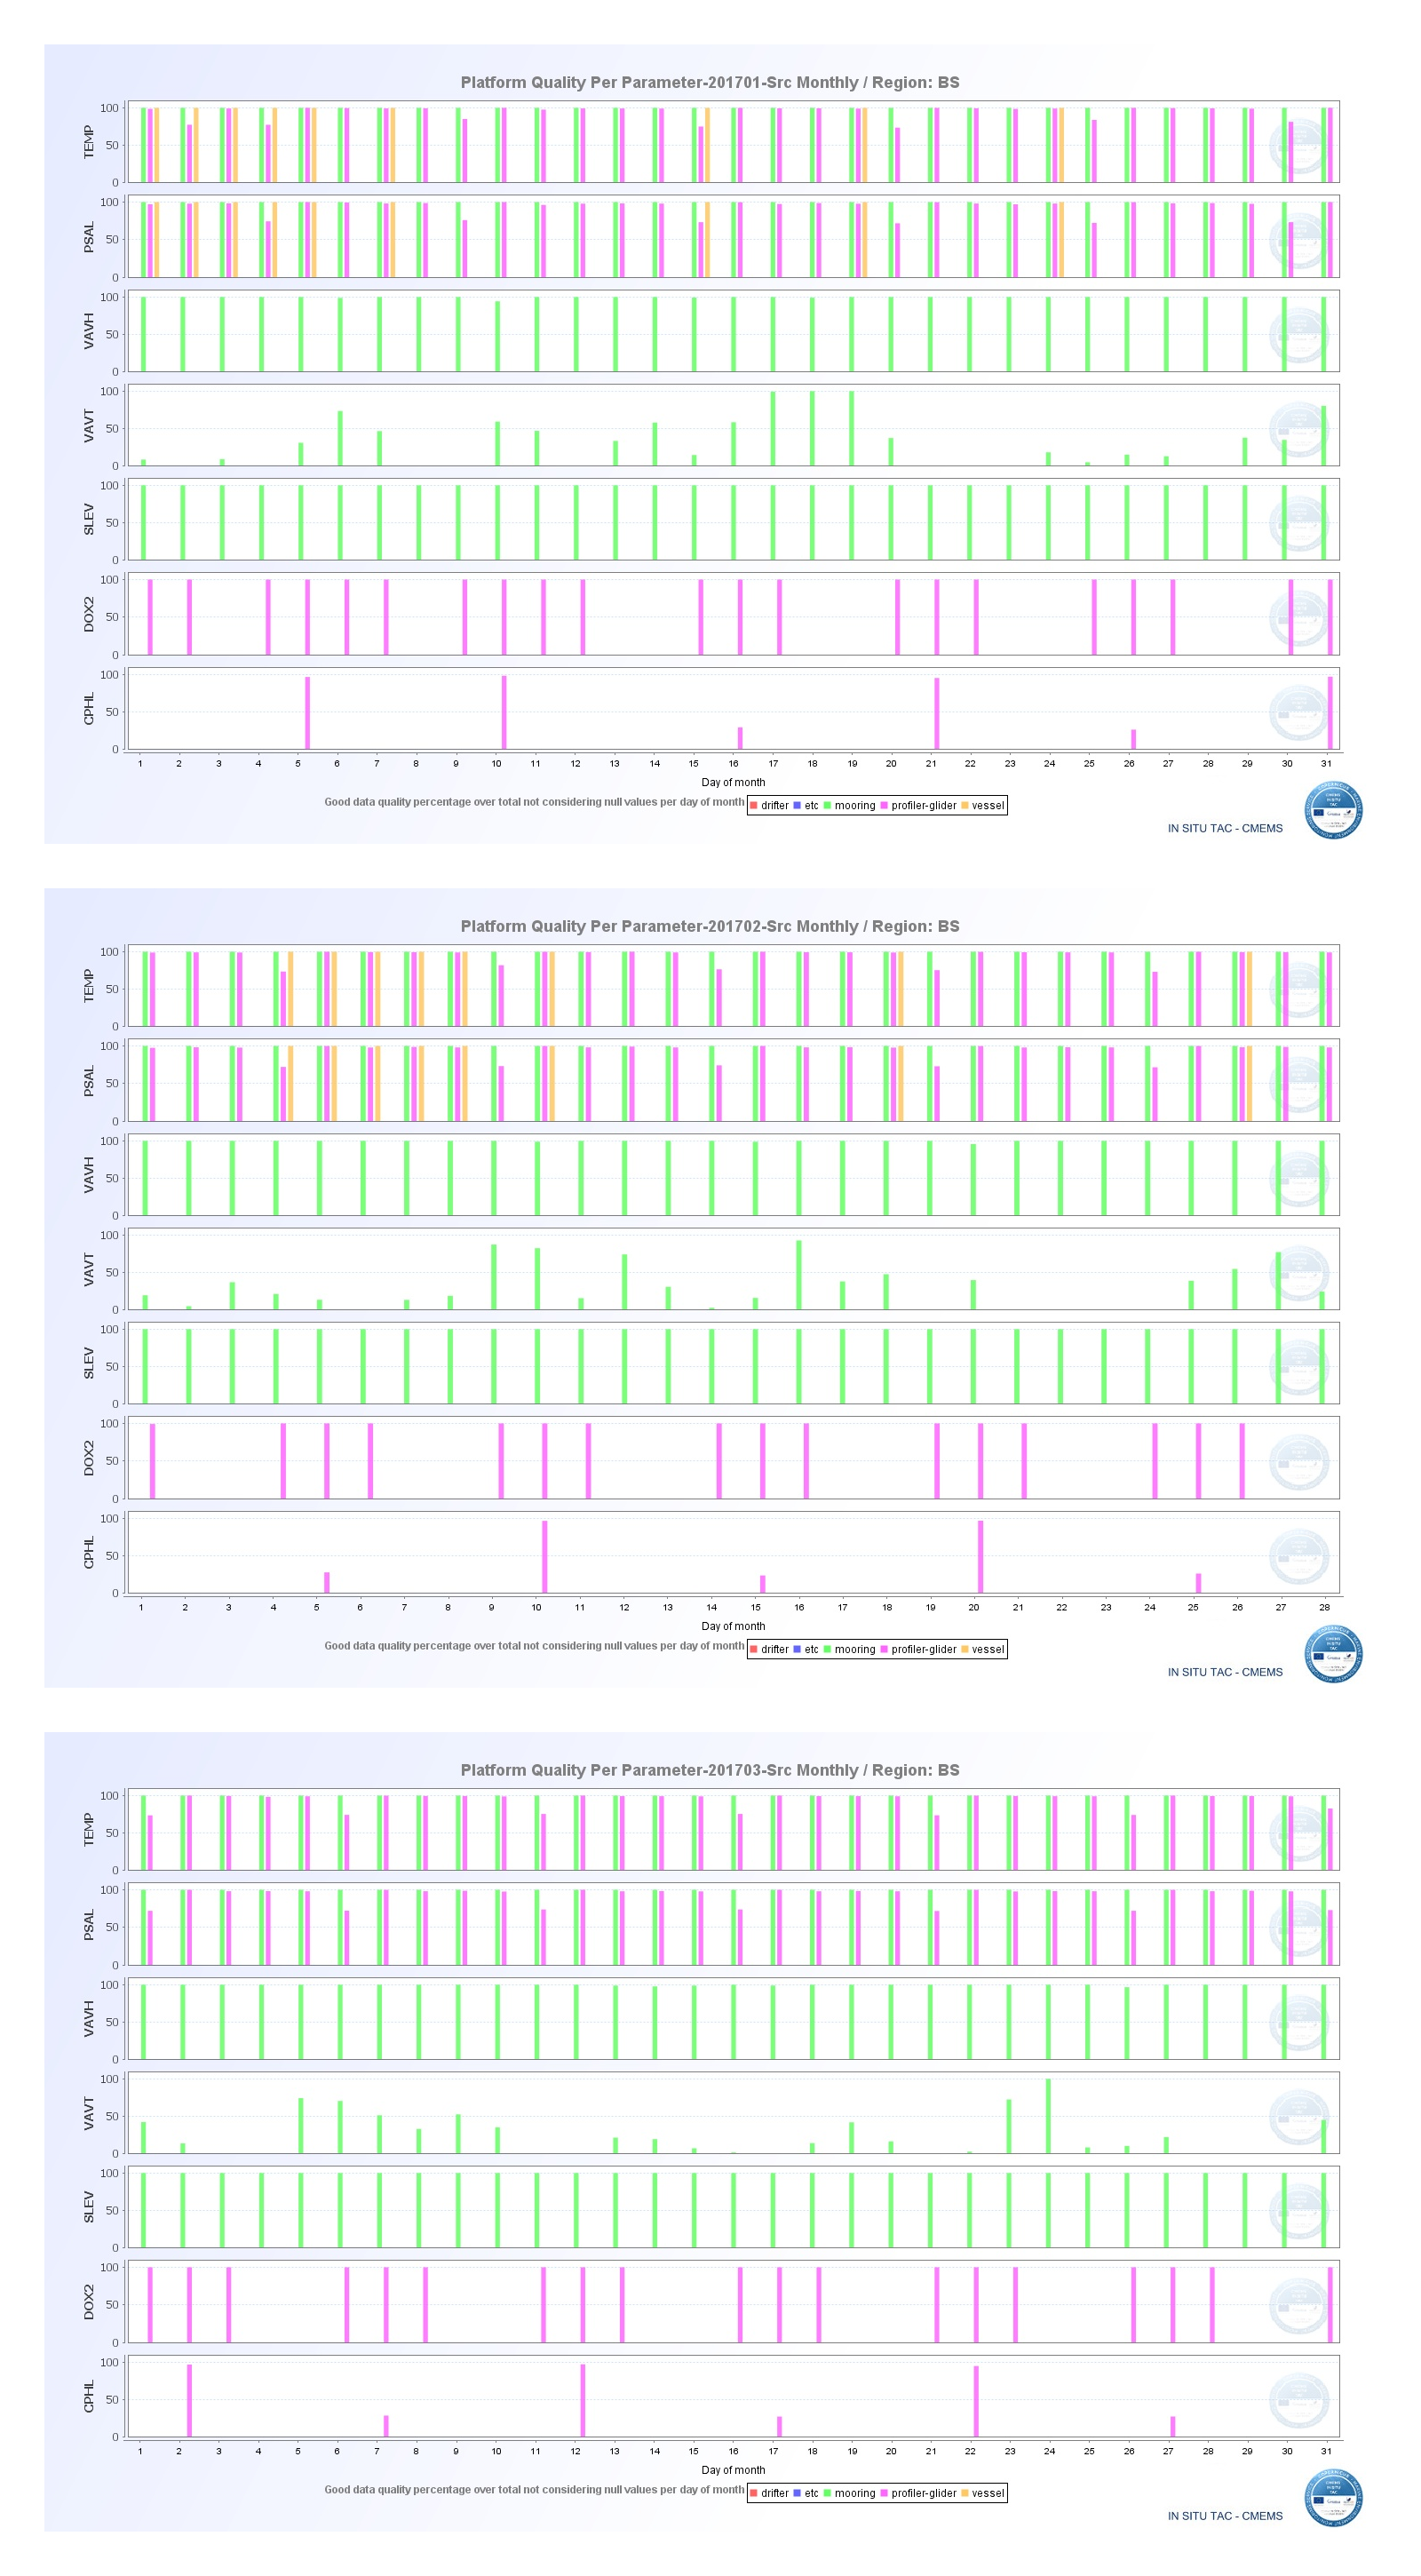 Platform Quality Per Parameter-201701-Src Monthly / Region: BS
TEMP
100
50
0
PSAL
100
50
0
VAVH
100
50
0
VAVT
100
50
0
SLEV
100
50
0
DOX2
100
50
0
CPHL
100
50
0
1 2 3 4 5 6 7 8 9 10 11 12 13 14 15 16 17 18 19 20 21 22 23 24 25 26 27 28 29 30 31
Day of month
Good data quality percentage over total not considering null values per day of month
drifter etc mooring profiler-glider vessel
IN SITU TAC - CMEMS
Platform Quality Per Parameter-201702-Src Monthly / Region: BS
TEMP
100
50
0
PSAL
100
50
0
VAVH
100
50
0
VAVT
100
50
0
SLEV
100
50
0
DOX2
100
50
0
CPHL
100
50
0
1 2 3 4 5 6 7 8 9 10 11 12 13 14 15 16 17 18 19 20 21 22 23 24 25 26 27 28
Day of month
Good data quality percentage over total not considering null values per day of month
drifter etc mooring profiler-glider vessel
IN SITU TAC - CMEMS
Platform Quality Per Parameter-201703-Src Monthly / Region: BS
TEMP
100
50
0
PSAL
100
50
0
VAVH
100
50
0
VAVT
100
50
0
SLEV
100
50
0
DOX2
100
50
0
CPHL
100
50
0
1 2 3 4 5 6 7 8 9 10 11 12 13 14 15 16 17 18 19 20 21 22 23 24 25 26 27 28 29 30 31
Day of month
Good data quality percentage over total not considering null values per day of month
drifter etc mooring profiler-glider vessel
IN SITU TAC - CMEMS